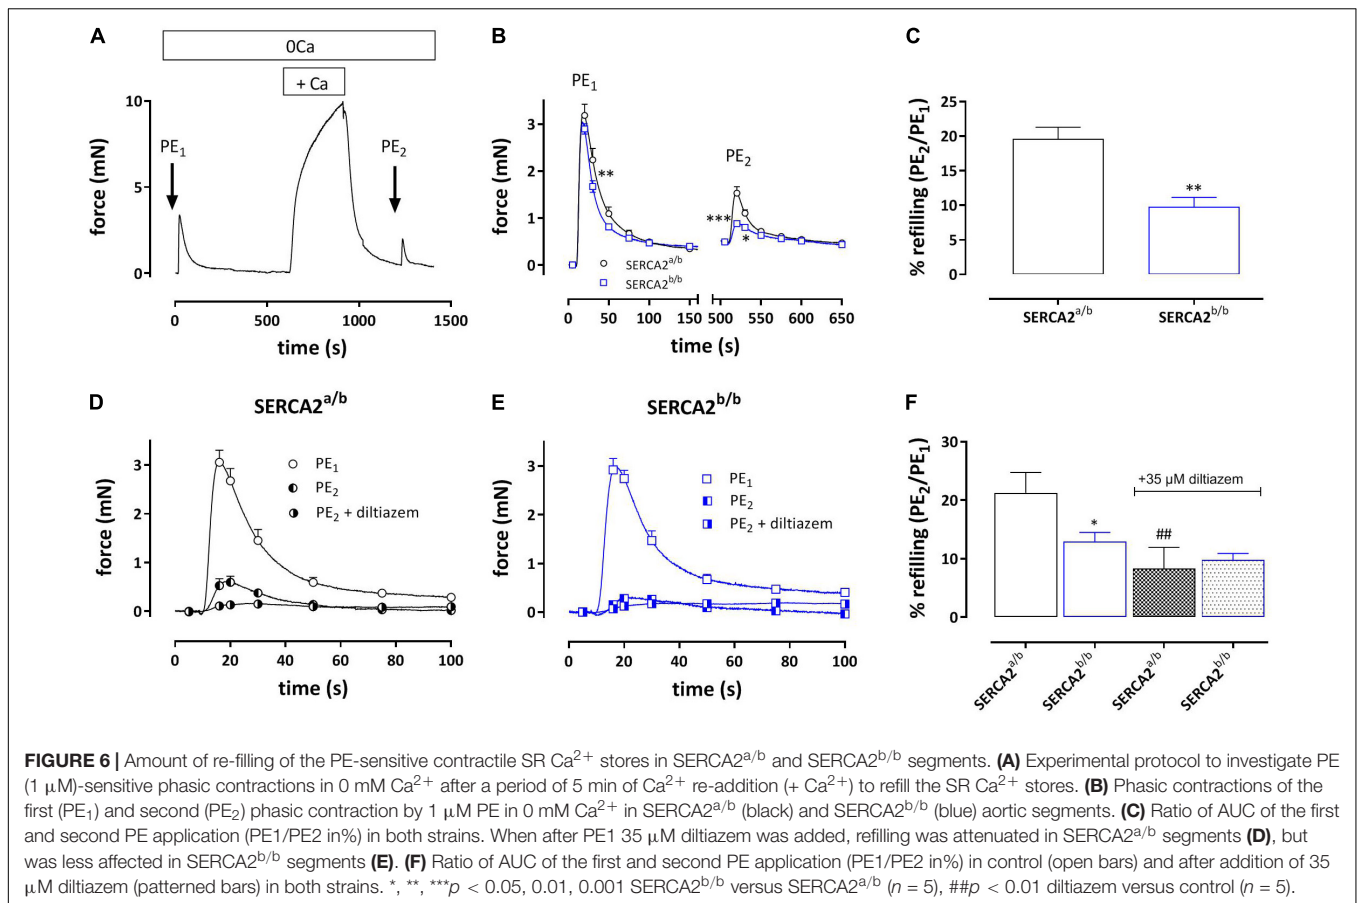 A
0Ca
+ Ca
PE1
PE2
force (mN)
10
5
0
0
500
1000
1500
time (s)
B
PE1
PE2
**
***
*
force (mN)
3
2
1
0
SERCA2a/b
SERCA2b/b
0
50
100
150
500
550
600
650
time (s)
C
% refilling (PE2/PE1)
25
20
15
10
5
0
**
SERCA2a/b
SERCA2b/b
D
SERCA2a/b
force (mN)
3
2
1
0
PE1
PE2
PE2 + diltiazem
0
20
40
60
80
100
time (s)
E
SERCA2b/b
force (mN)
3
2
1
0
PE1
PE2
PE2 + diltiazem
0
20
40
60
80
100
time (s)
F
% refilling (PE2/PE1)
30
20
10
0
+35 µM diltiazem
*
##
SERCA2a/b
SERCA2b/b
SERCA2a/b
SERCA2b/b
FIGURE 6 | Amount of re-filling of the PE-sensitive contractile SR Ca2+ stores in SERCA2a/b and SERCA2b/b segments. (A) Experimental protocol to investigate PE
(1 µM)-sensitive phasic contractions in 0 mM Ca2+ after a period of 5 min of Ca2+ re-addition (+ Ca2+) to refill the SR Ca2+ stores. (B) Phasic contractions of the
first (PE1) and second (PE2) phasic contraction by 1 µM PE in 0 mM Ca2+ in SERCA2a/b (black) and SERCA2b/b (blue) aortic segments. (C) Ratio of AUC of the first
and second PE application (PE1/PE2 in%) in both strains. When after PE1 35 µM diltiazem was added, refilling was attenuated in SERCA2a/b segments (D), but
was less affected in SERCA2b/b segments (E). (F) Ratio of AUC of the first and second PE application (PE1/PE2 in%) in control (open bars) and after addition of 35
µM diltiazem (patterned bars) in both strains. *, **, ***p < 0.05, 0.01, 0.001 SERCA2b/b versus SERCA2a/b (n = 5), ##p < 0.01 diltiazem versus control (n = 5).